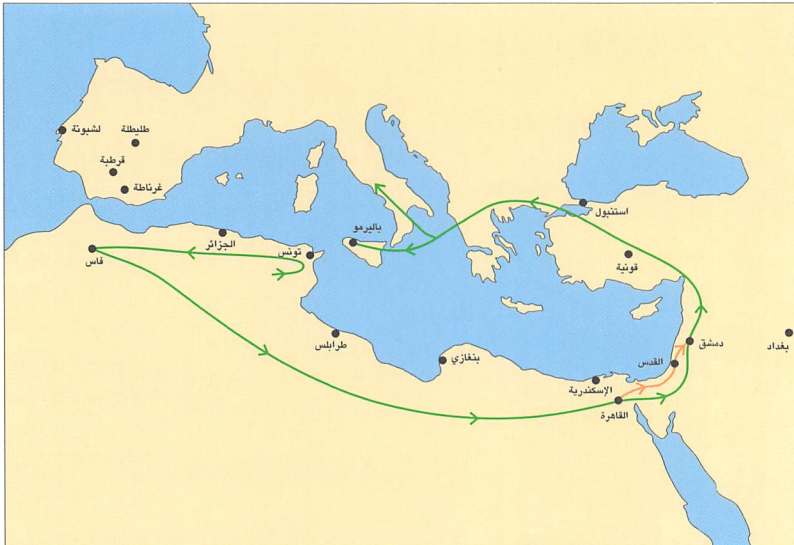 لشبونة
طليطلة
قرطبة
غرناطة
استنبول
باليرمو
الجزائر
تونس
فاس
قونية
طرابلس
دمشق
بغداد
بنغازي
القدس
الإسكندرية
القاهرة